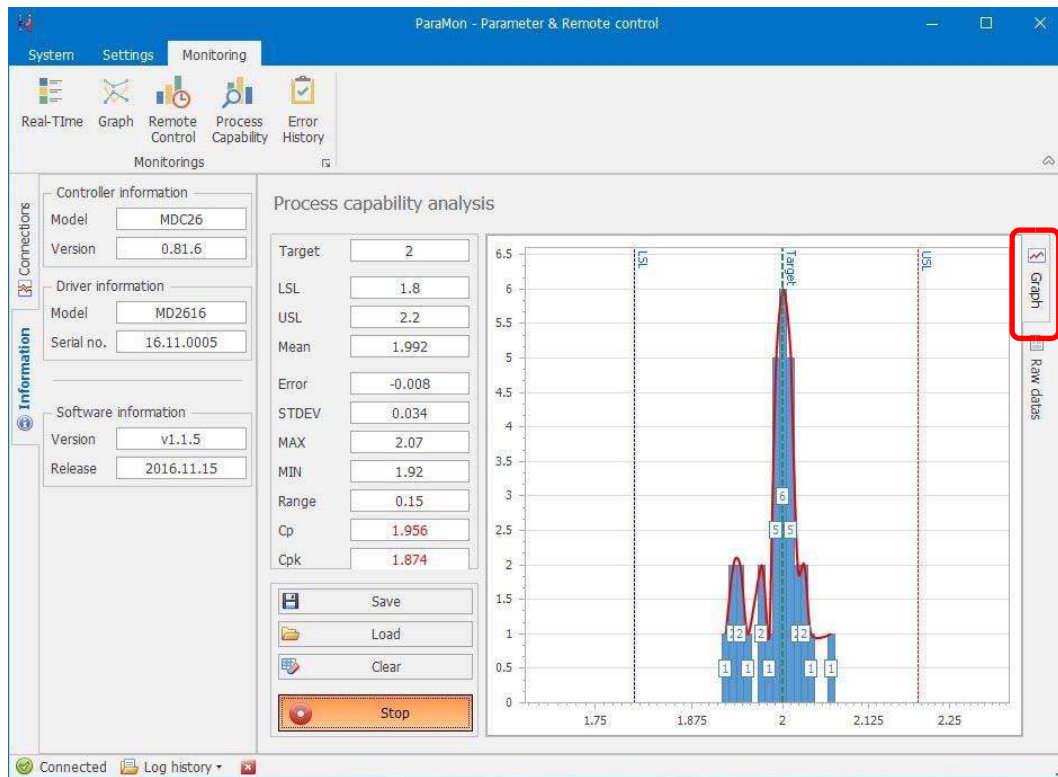 ParaMon - Parameter & Remote control
System Settings Monitoring
Real-TIme Graph Remote Control Process Capability Error History
Monitorings
Connections
Information
Controller information
Model MDC26
Version 0.81.6
Driver information
Model MD2616
Serial no. 16.11.0005
Software information
Version v1.1.5
Release 2016.11.15
Process capability analysis
Target 2
LSL 1.8
USL 2.2
Mean 1.992
Error -0.008
STDEV 0.034
MAX 2.07
MIN 1.92
Range 0.15
Cp 1.956
Cpk 1.874
Save
Load
Clear
Stop
6.5
6
5.5
5
4.5
4
3.5
3
2.5
2
1.5
1
0.5
0
LSL
Target
USL
6
5 5
2 2 2 2 2
1 1 1 1 1
1.75 1.875 2 2.125 2.25
Graph
Raw datas
Connected Log history